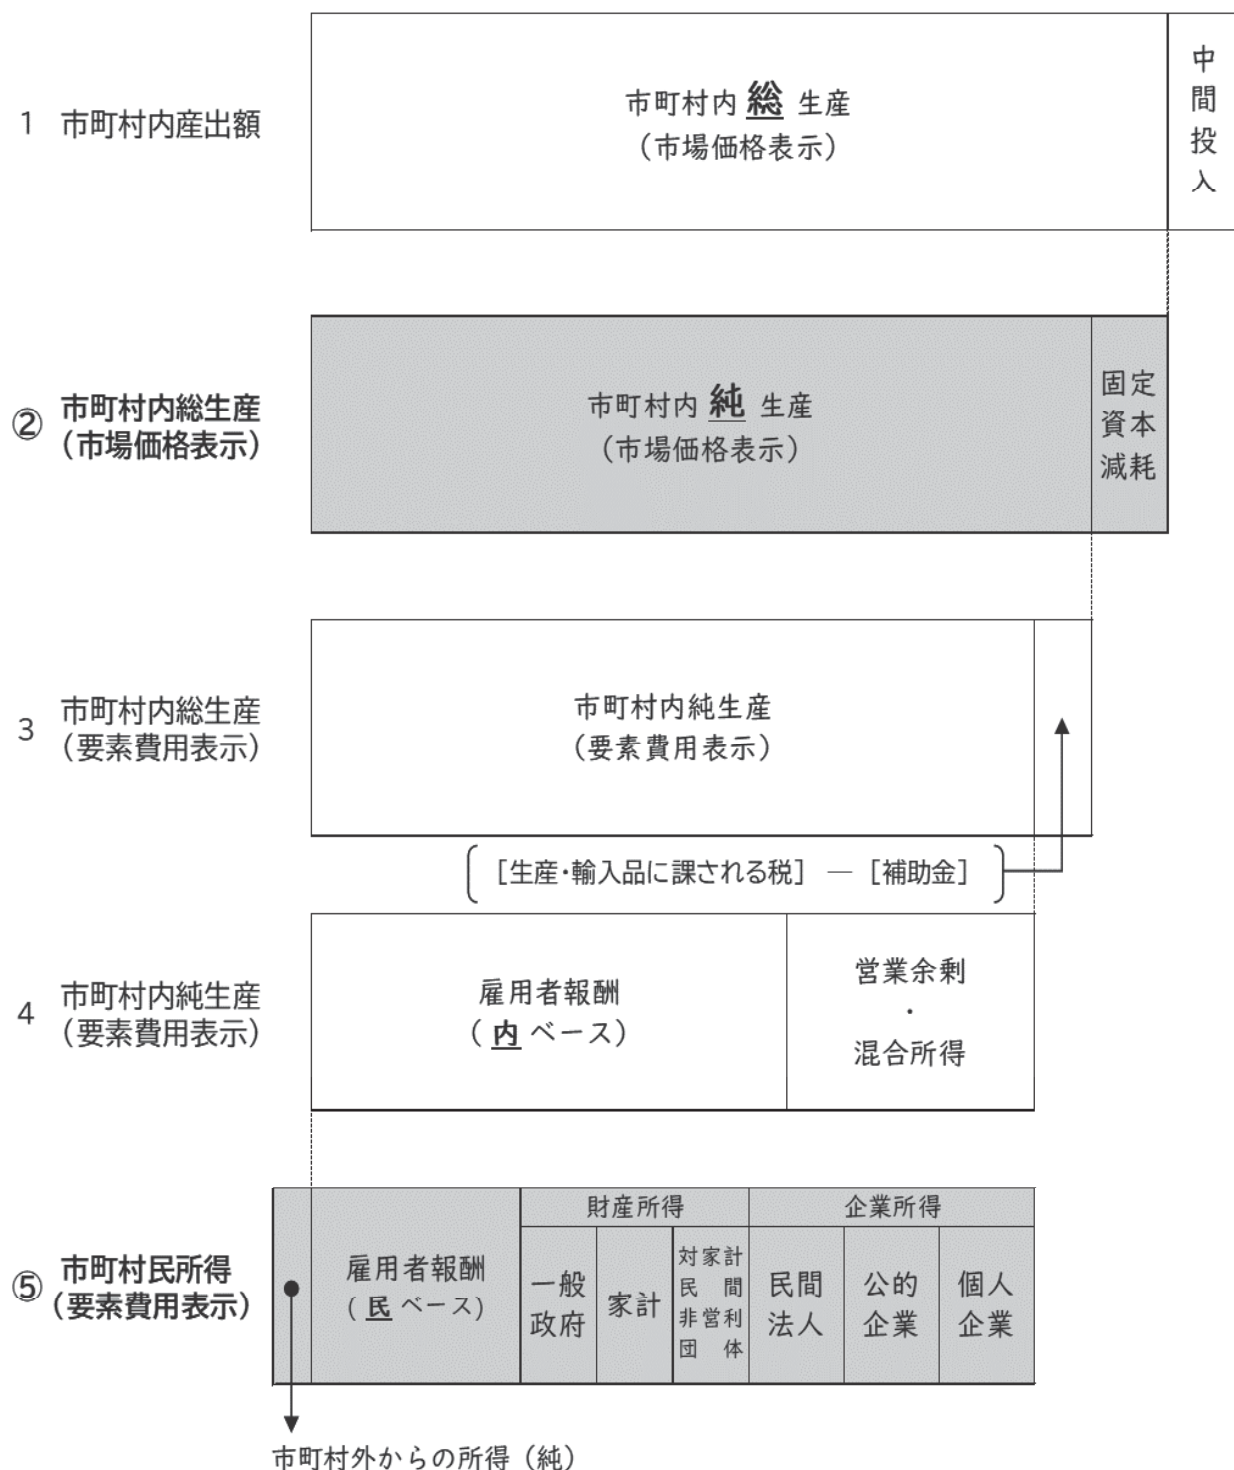 1 市町村内産出額
市町村内 総 生産
(市場価格表示)
中
間
投
入
② 市町村内総生産
(市場価格表示)
市町村内 純 生産
(市場価格表示)
固定
資本
減耗
3 市町村内総生産
(要素費用表示)
市町村内純生産
(要素費用表示)
[生産・輸入品に課される税] ― [補助金]
4 市町村内純生産
(要素費用表示)
雇用者報酬
( 内 ベース)
営業余剰
・
混合所得
⑤ 市町村民所得
(要素費用表示)
雇用者報酬
( 民 ベース)
財産所得
一般
政府
家計
対家計
民間
非営利
団体
企業所得
民間
法人
公的
企業
個人
企業
市町村外からの所得(純)